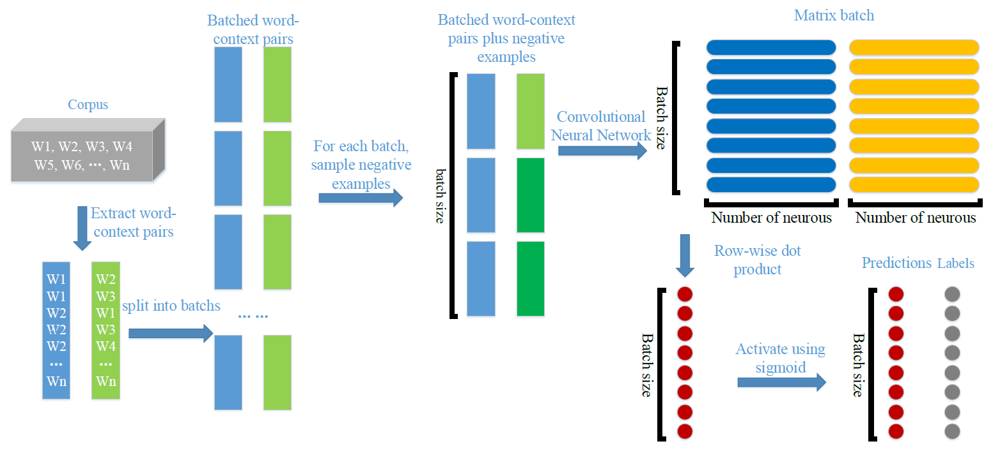 Corpus
W1, W2, W3, W4
W5, W6, ..., Wn
Extract word-
context pairs
W1
W1
W2
W2
W2
...
Wn
W2
W3
W1
W3
W4
...
Wn
split into batchs
Batched word-
context pairs
... ...
For each batch,
sample negative
examples
Batched word-context
pairs plus negative
examples
batch size
Convolutional
Neural Network
Matrix batch
Batch size
Number of neurous
Number of neurous
Row-wise dot
product
Batch size
Activate using
sigmoid
Predictions
Labels
Batch size